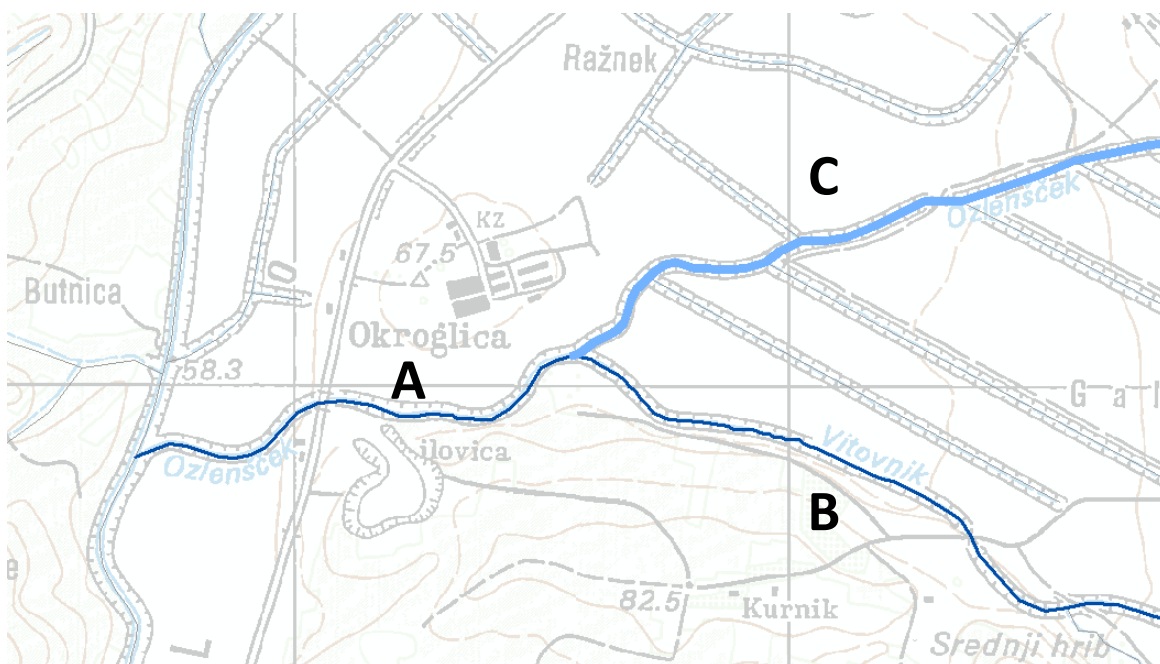 Ražnek
C
Ozlenšček
KZ
67.5
O
Butnica
Okroglica
58.3
A
G a
ilovica
Vitovnik
Ozlenšček
B
e
82.5
Kurnik
L
Srednji hrib